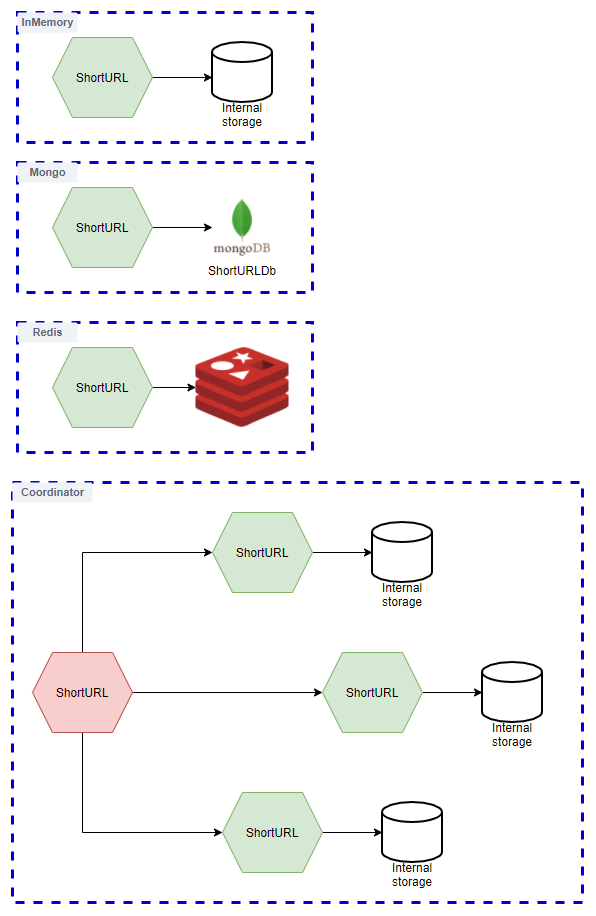 InMemory
ShortURL
Internal
storage
Mongo
ShortURL
mongoDB
ShortURLDb
Redis
ShortURL
Coordinator
ShortURL
Internal
storage
ShortURL
ShortURL
Internal
storage
ShortURL
Internal
storage